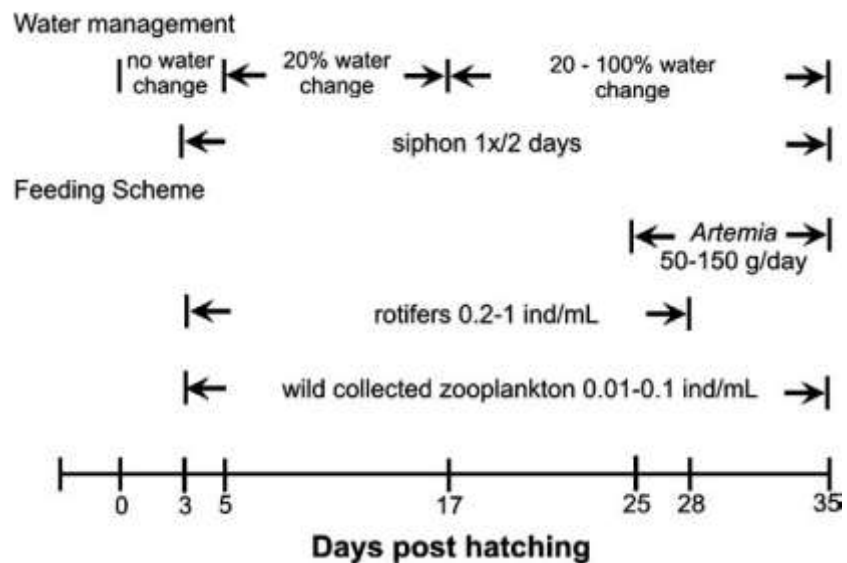 Water management
no water
change
20% water
change
20 - 100% water
change
siphon 1x/2 days
Feeding Scheme
Artemia
50-150 g/day
rotifers 0.2-1 ind/mL
wild collected zooplankton 0.01-0.1 ind/mL
0 3 5 17 25 28 35
Days post hatching